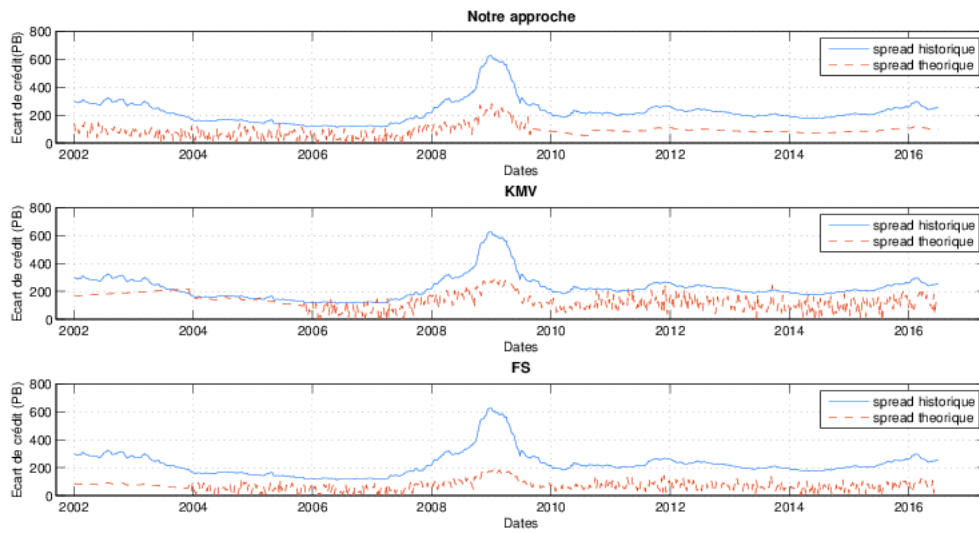 Notre approche
Ecart de crédit(PB)
800
600
400
200
0
spread historique
spread theorique
2002 2004 2006 2008 2010 2012 2014 2016
Dates
KMV
Ecart de crédit (PB)
800
600
400
200
0
spread historique
spread theorique
2002 2004 2006 2008 2010 2012 2014 2016
Dates
FS
Ecart de crédit (PB)
800
600
400
200
0
spread historique
spread theorique
2002 2004 2006 2008 2010 2012 2014 2016
Dates